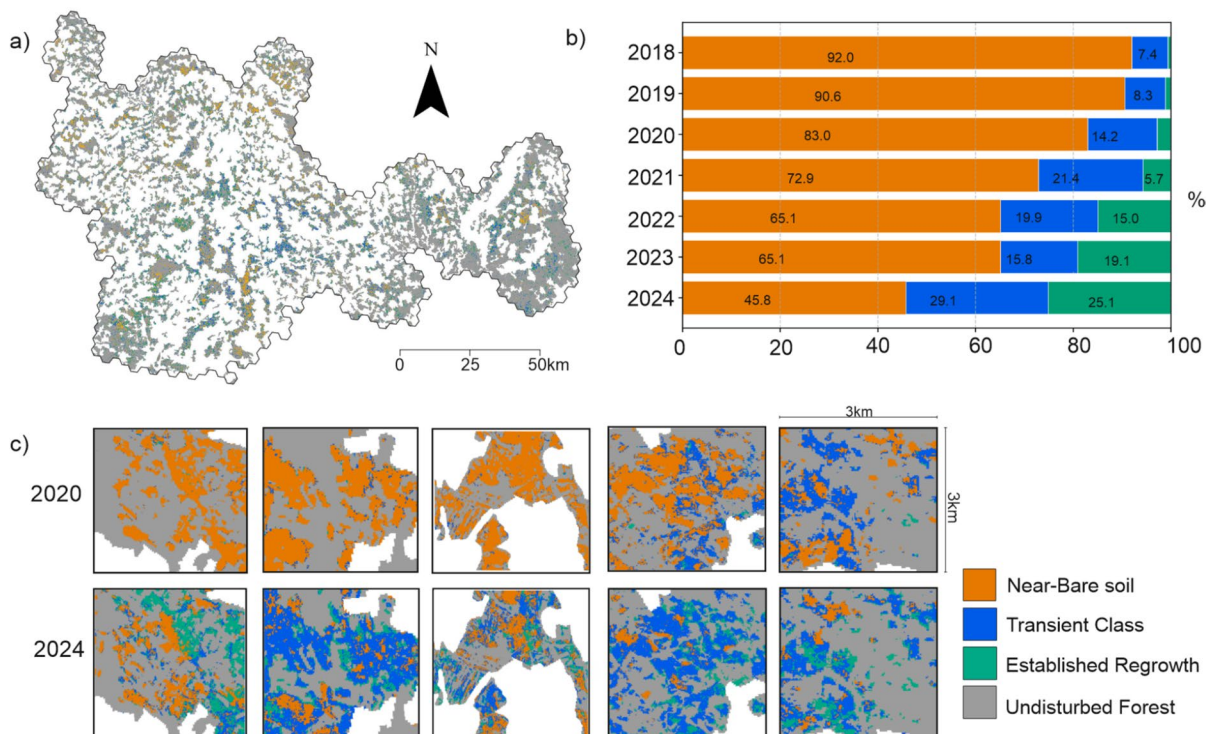 a)
N
0 25 50km
b)
2018 92.0 7.4
2019 90.6 8.3
2020 83.0 14.2
2021 72.9 21.4 5.7
2022 65.1 19.9 15.0
2023 65.1 15.8 19.1
2024 45.8 29.1 25.1
%
0 20 40 60 80 100
c)
3km
2020
3km
2024
Near-Bare soil
Transient Class
Established Regrowth
Undisturbed Forest